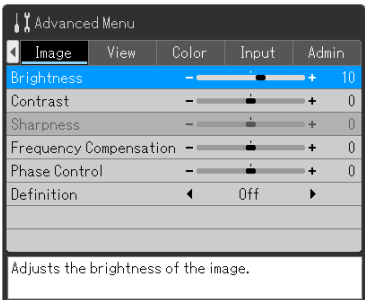 Advanced Menu
Image View Color Input Admin
Brightness - + 10
Contrast - + 0
Sharpness - + 0
Frequency Compensation - + 0
Phase Control - + 0
Definition Off
Adjusts the brightness of the image.